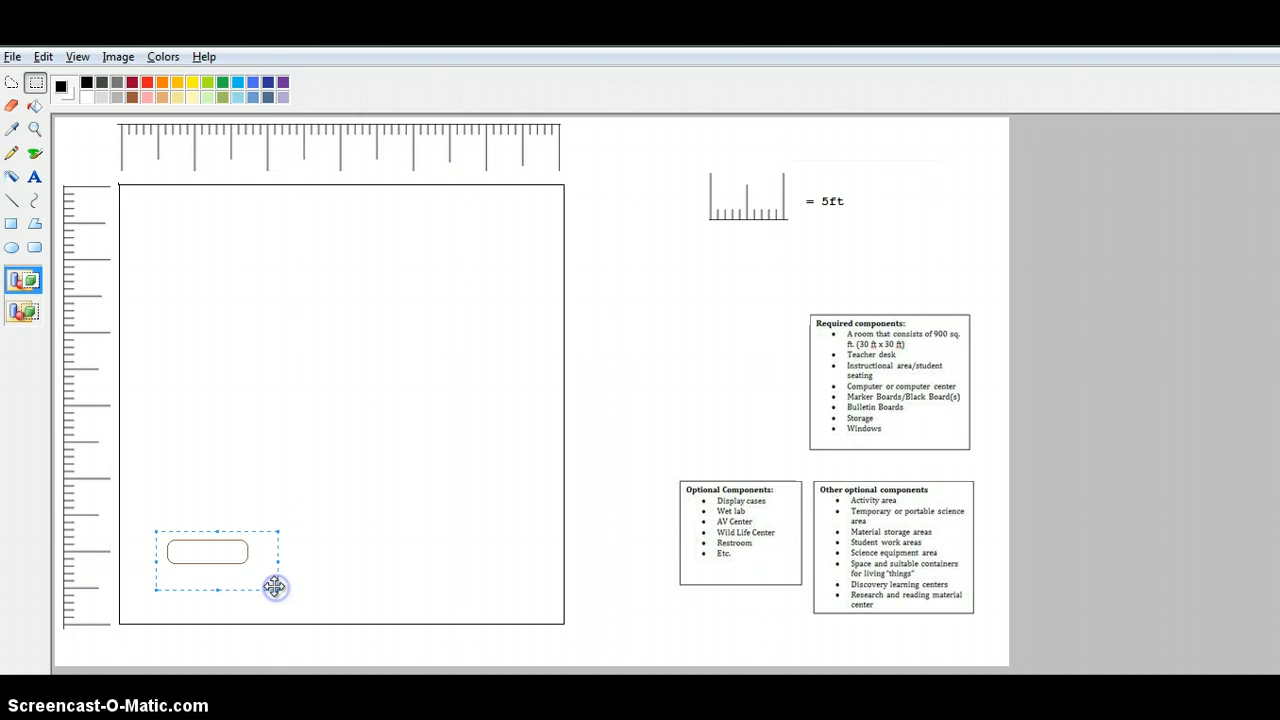 File Edit View Image Colors Help
= 5ft
Required components:
• A room that consists of 900 sq.
ft. (30 ft x 30 ft)
• Teacher desk
• Instructional area/student
seating
• Computer or computer center
• Marker Boards/Black Board(s)
• Bulletin Boards
• Storage
• Windows
Optional Components:
• Display cases
• Wet lab
• AV Center
• Wild Life Center
• Restroom
• Etc.
Other optional components
• Activity area
• Temporary or portable science
area
• Material storage areas
• Student work areas
• Science equipment area
• Space and suitable containers
for living "things"
• Discovery learning centers
• Research and reading material
center
Screencast-O-Matic.com